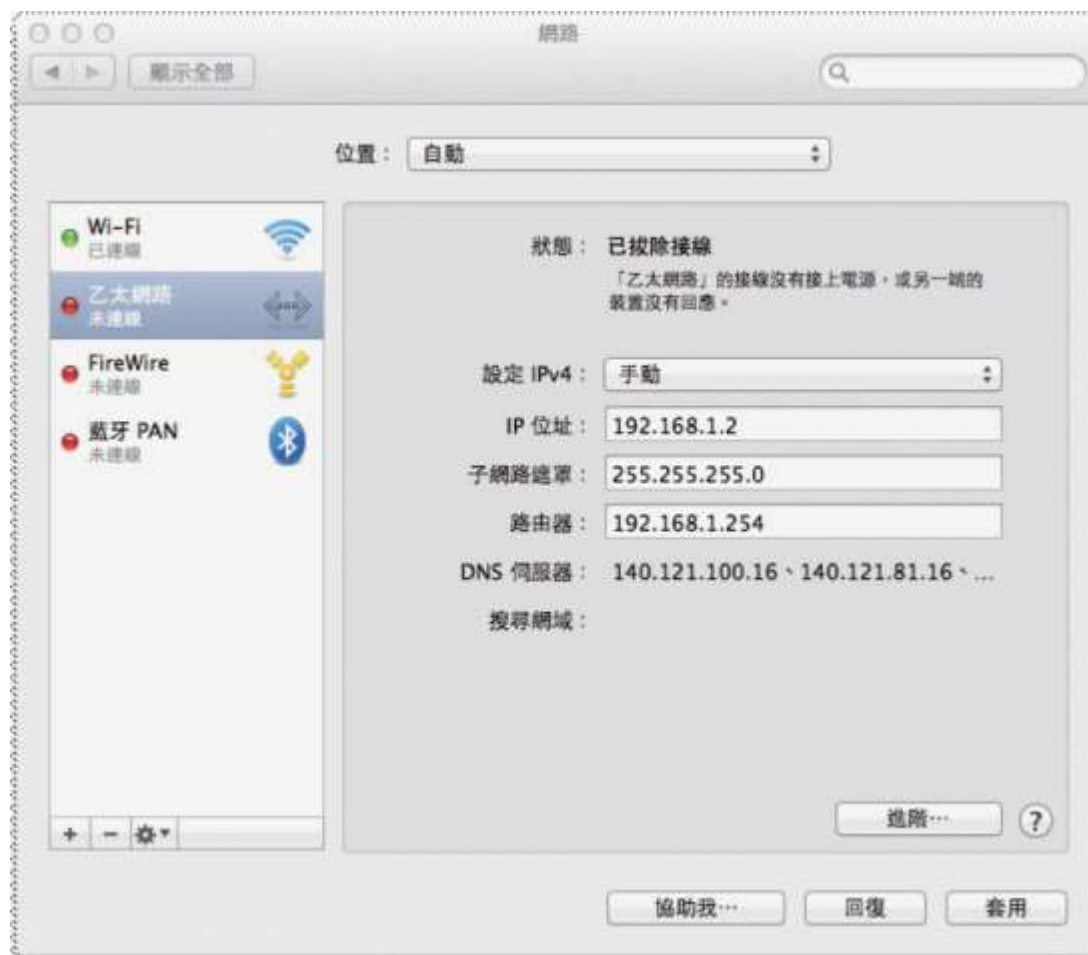 網路
顯示全部
位置： 自動
Wi-Fi
已連線
乙太網路
未連線
FireWire
未連線
藍牙 PAN
未連線
狀態： 已拔除接線
「乙太網路」的接線沒有接上電源，或另一端的
裝置沒有回應。
設定 IPv4： 手動
IP 位址： 192.168.1.2
子網路遮罩： 255.255.255.0
路由器： 192.168.1.254
DNS 伺服器： 140.121.100.16、140.121.81.16、...
搜尋網域：
進階…
?
協助我…
回復
套用